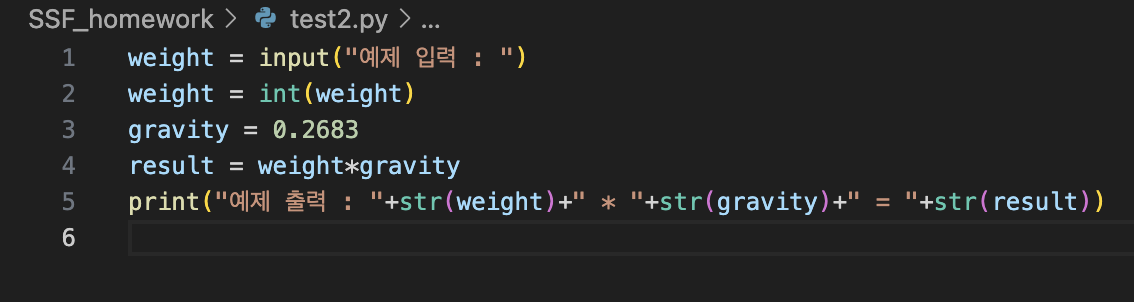 SSF_homework > test2.py > ...
1 weight = input("예제 입력 : ")
2 weight = int(weight)
3 gravity = 0.2683
4 result = weight*gravity
5 print("예제 출력 : "+str(weight)+" * "+str(gravity)+" = "+str(result))
6